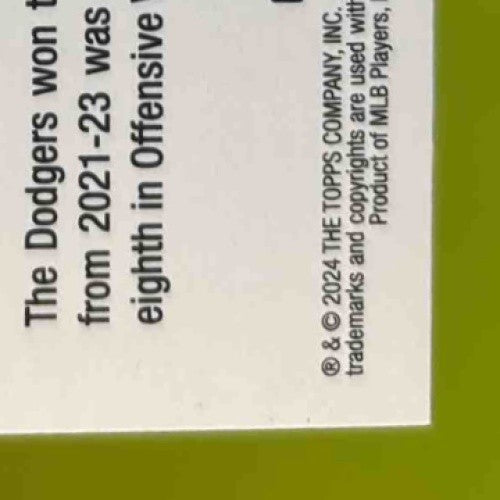 The Dodgers won
from 2021-23 was
eighth in Offensive
® & © 2024 THE TOPPS COMPANY, INC.
trademarks and copyrights are used
Product of MLB Players,